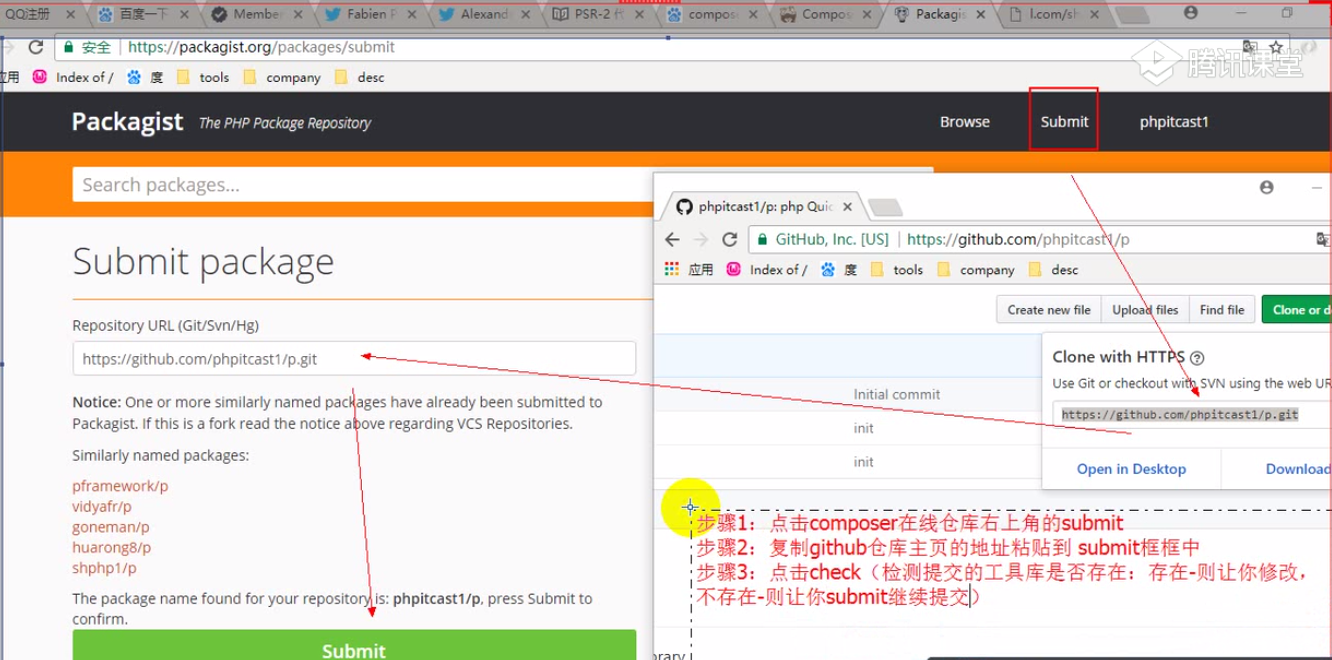 QQ注册
百度一下
Member
Fabien P
Alexand
PSR-2
compos
Compos
Packagis
l.com/sh
安全 https://packagist.org/packages/submit
腾讯课堂
应用 Index of / 度 tools company desc
Packagist The PHP Package Repository Browse Submit phpitcast1
Search packages...
phpitcast1/p: php Quic
GitHub, Inc. [US] https://github.com/phpitcast1/p
应用 Index of / 度 tools company desc
Submit package
Create new file Upload files Find file Clone or d
Repository URL (Git/Svn/Hg)
https://github.com/phpitcast1/p.git
Clone with HTTPS
Use Git or checkout with SVN using the web UR
https://github.com/phpitcast1/p.git
Open in Desktop Download
Initial commit
init
init
Notice: One or more similarly named packages have already been submitted to
Packagist. If this is a fork read the notice above regarding VCS Repositories.
Similarly named packages:
pframework/p
vidyafr/p
goneman/p
huarong8/p
shphp1/p
The package name found for your repository is: phpitcast1/p, press Submit to
confirm.
Submit
步骤1：点击composer在线仓库右上角的submit
步骤2：复制github仓库主页的地址粘贴到 submit框框中
步骤3：点击check（检测提交的工具库是否存在：存在-则让你修改，
不存在-则让你submit继续提交）
brary